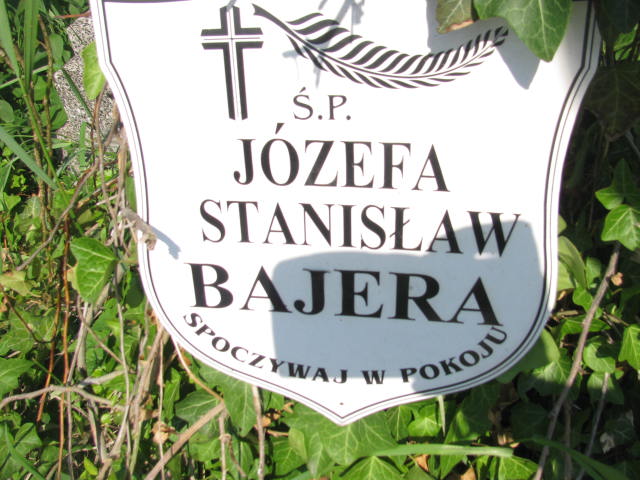 Ś.P.
JÓZEFA
STANISŁAW
BAJERA
SPOCZYWAJ W POKOJU